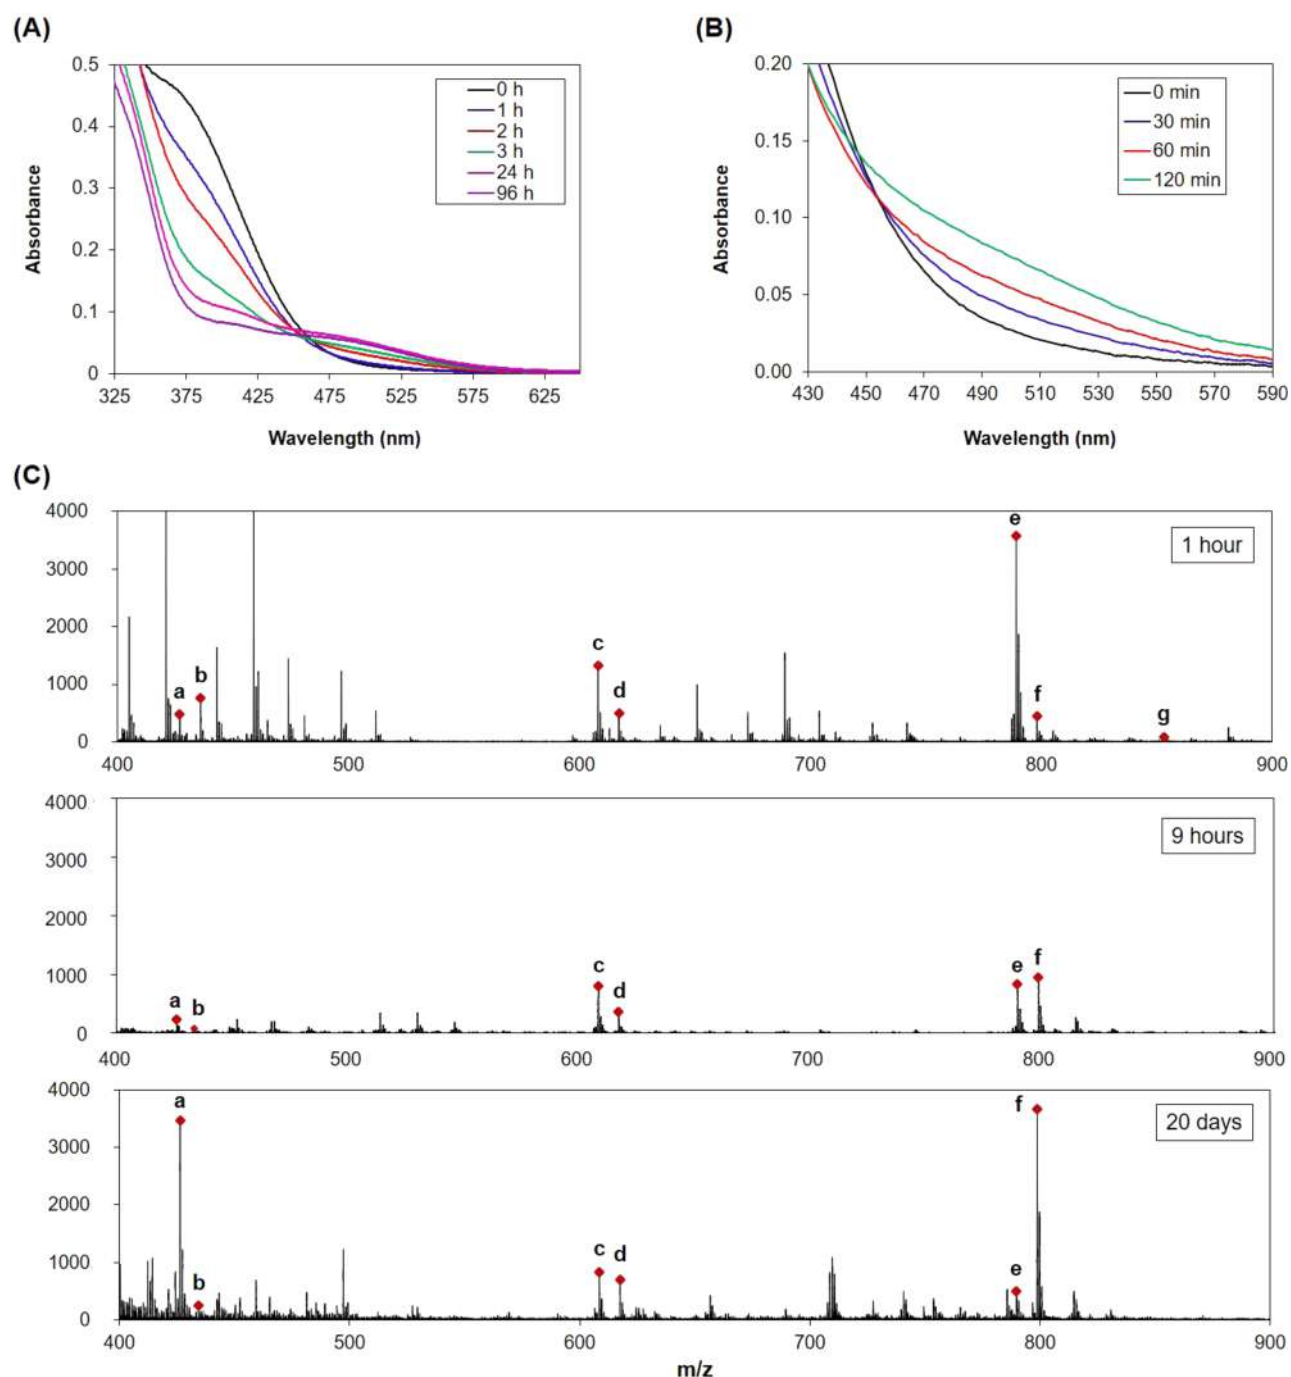 (A)
0.5
0.4
0.3
0.2
0.1
0
Absorbance
0 h
1 h
2 h
3 h
24 h
96 h
325 375 425 475 525 575 625
Wavelength (nm)
(B)
0.20
0.15
0.10
0.05
0.00
Absorbance
0 min
30 min
60 min
120 min
430 450 470 490 510 530 550 570 590
Wavelength (nm)
(C)
4000
3000
2000
1000
0
a b c d e f g
1 hour
400 500 600 700 800 900
4000
3000
2000
1000
0
a b c d e f
9 hours
400 500 600 700 800 900
4000
3000
2000
1000
0
a b c d e f
20 days
400 500 600 700 800 900
m/z